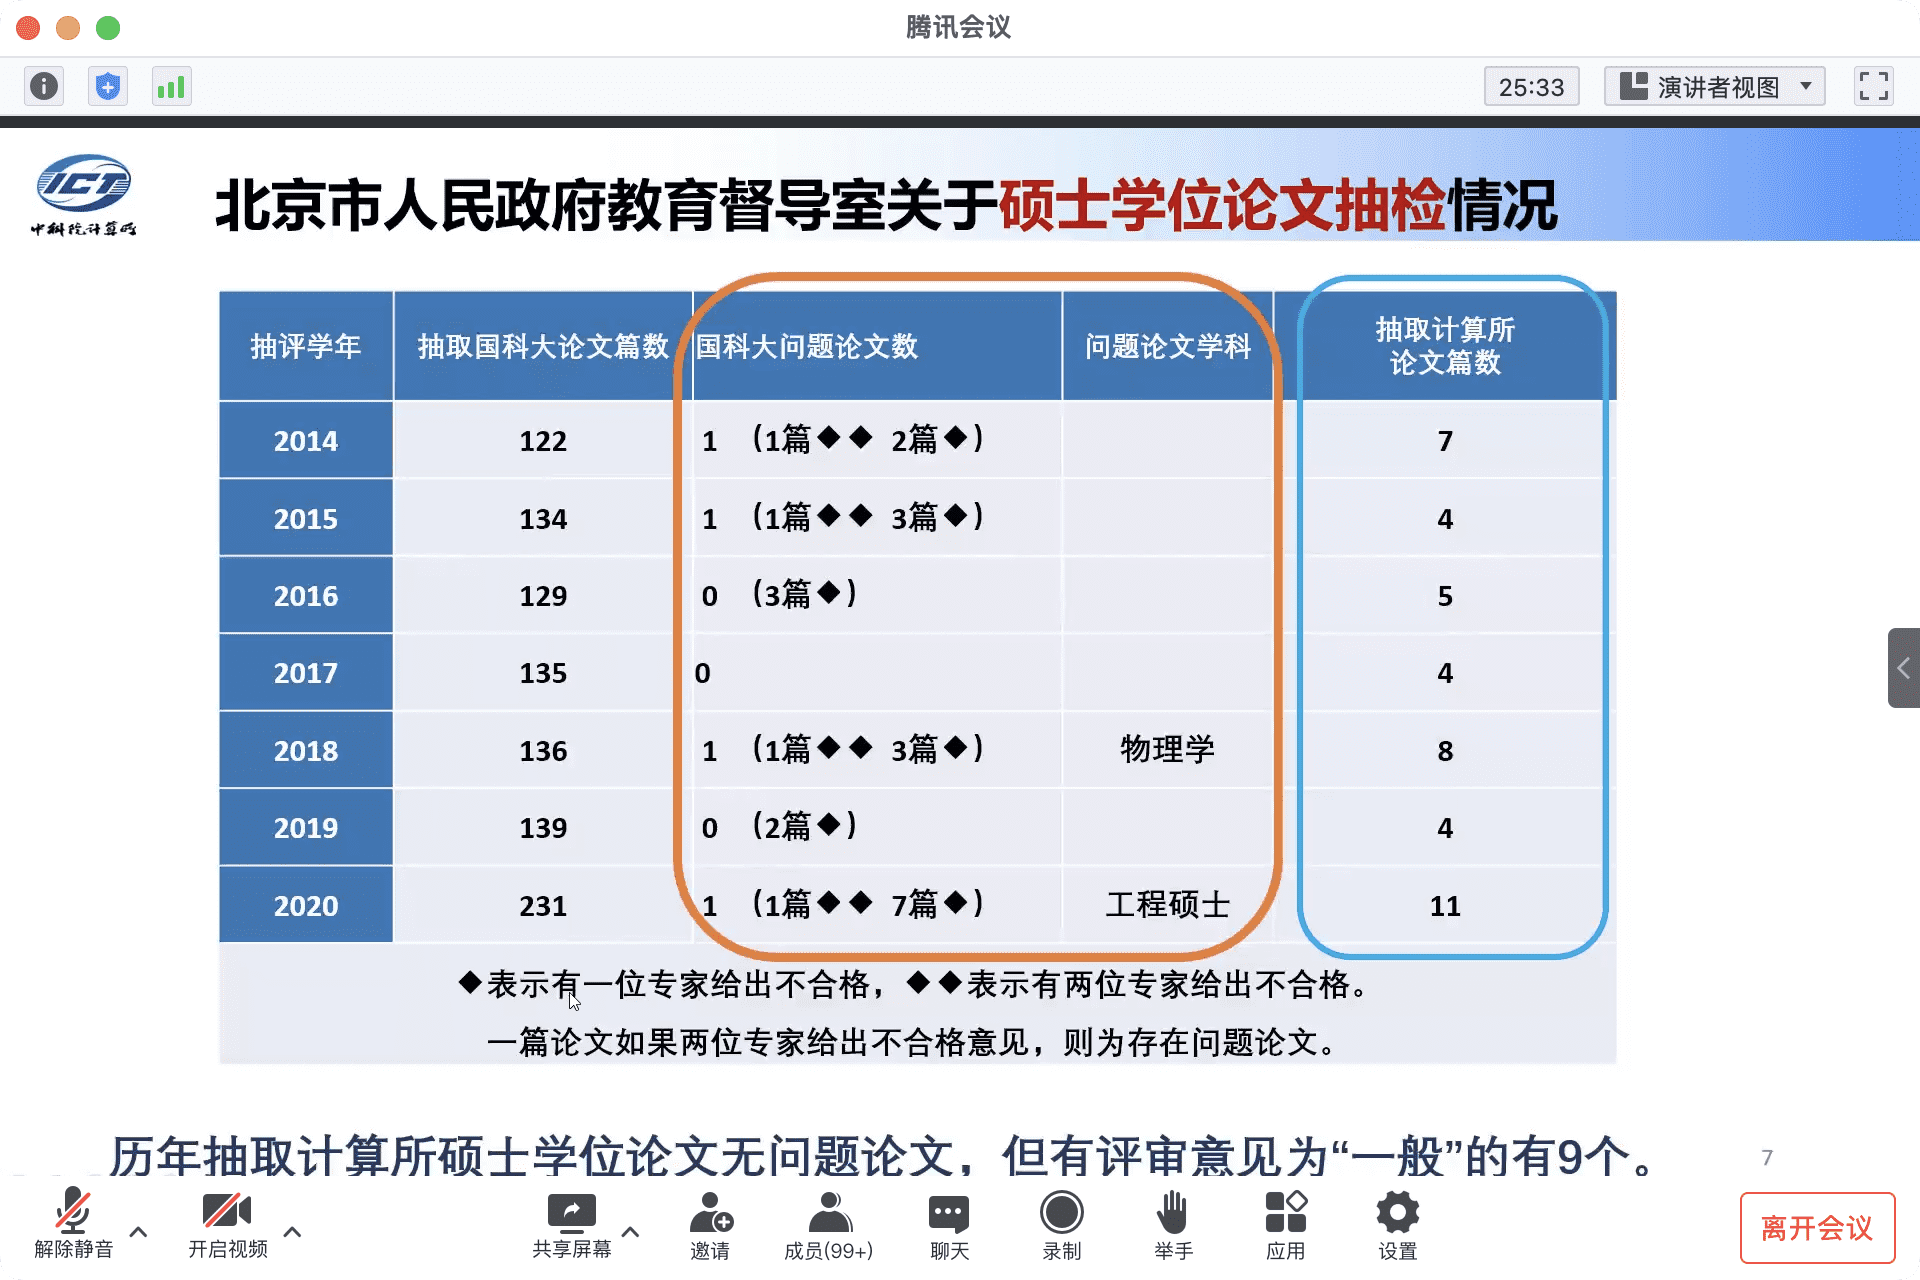 腾讯会议
25:33
演讲者视图
ICT
中科院计算所
北京市人民政府教育督导室关于硕士学位论文抽检情况
抽评学年 抽取国科大论文篇数 国科大问题论文数 问题论文学科 抽取计算所
论文篇数
2014 122 1 (1篇◆◆ 2篇◆) 7
2015 134 1 (1篇◆◆ 3篇◆) 4
2016 129 0 (3篇◆) 5
2017 135 0 4
2018 136 1 (1篇◆◆ 3篇◆) 物理学 8
2019 139 0 (2篇◆) 4
2020 231 1 (1篇◆◆ 7篇◆) 工程硕士 11
◆表示有一位专家给出不合格，◆◆表示有两位专家给出不合格。
一篇论文如果两位专家给出不合格意见，则为存在问题论文。
历年抽取计算所硕士学位论文无问题论文，但有评审意见为“一般”的有9个。
7
解除静音 开启视频 共享屏幕 邀请 成员(99+) 聊天 录制 举手 应用 设置 离开会议